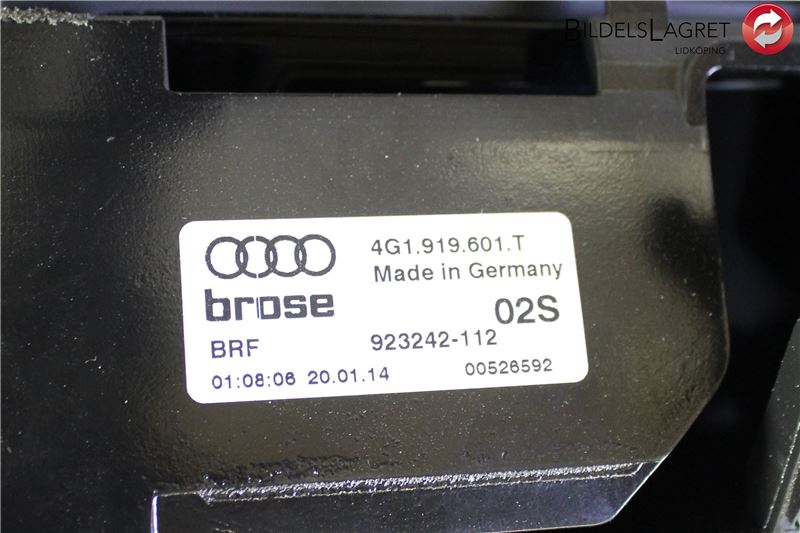 BILDELSLAGRET
LIDKÖPING
4G1.919.601.T
Made in Germany
brose
02S
BRF
923242-112
01:08:06 20.01.14
00526592